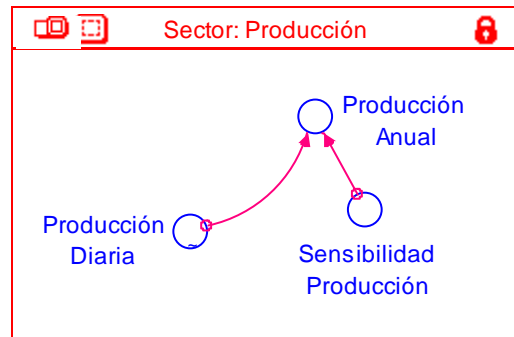 Sector: Producción
Producción
Anual
Producción
Diaria
~
Sensibilidad
Producción